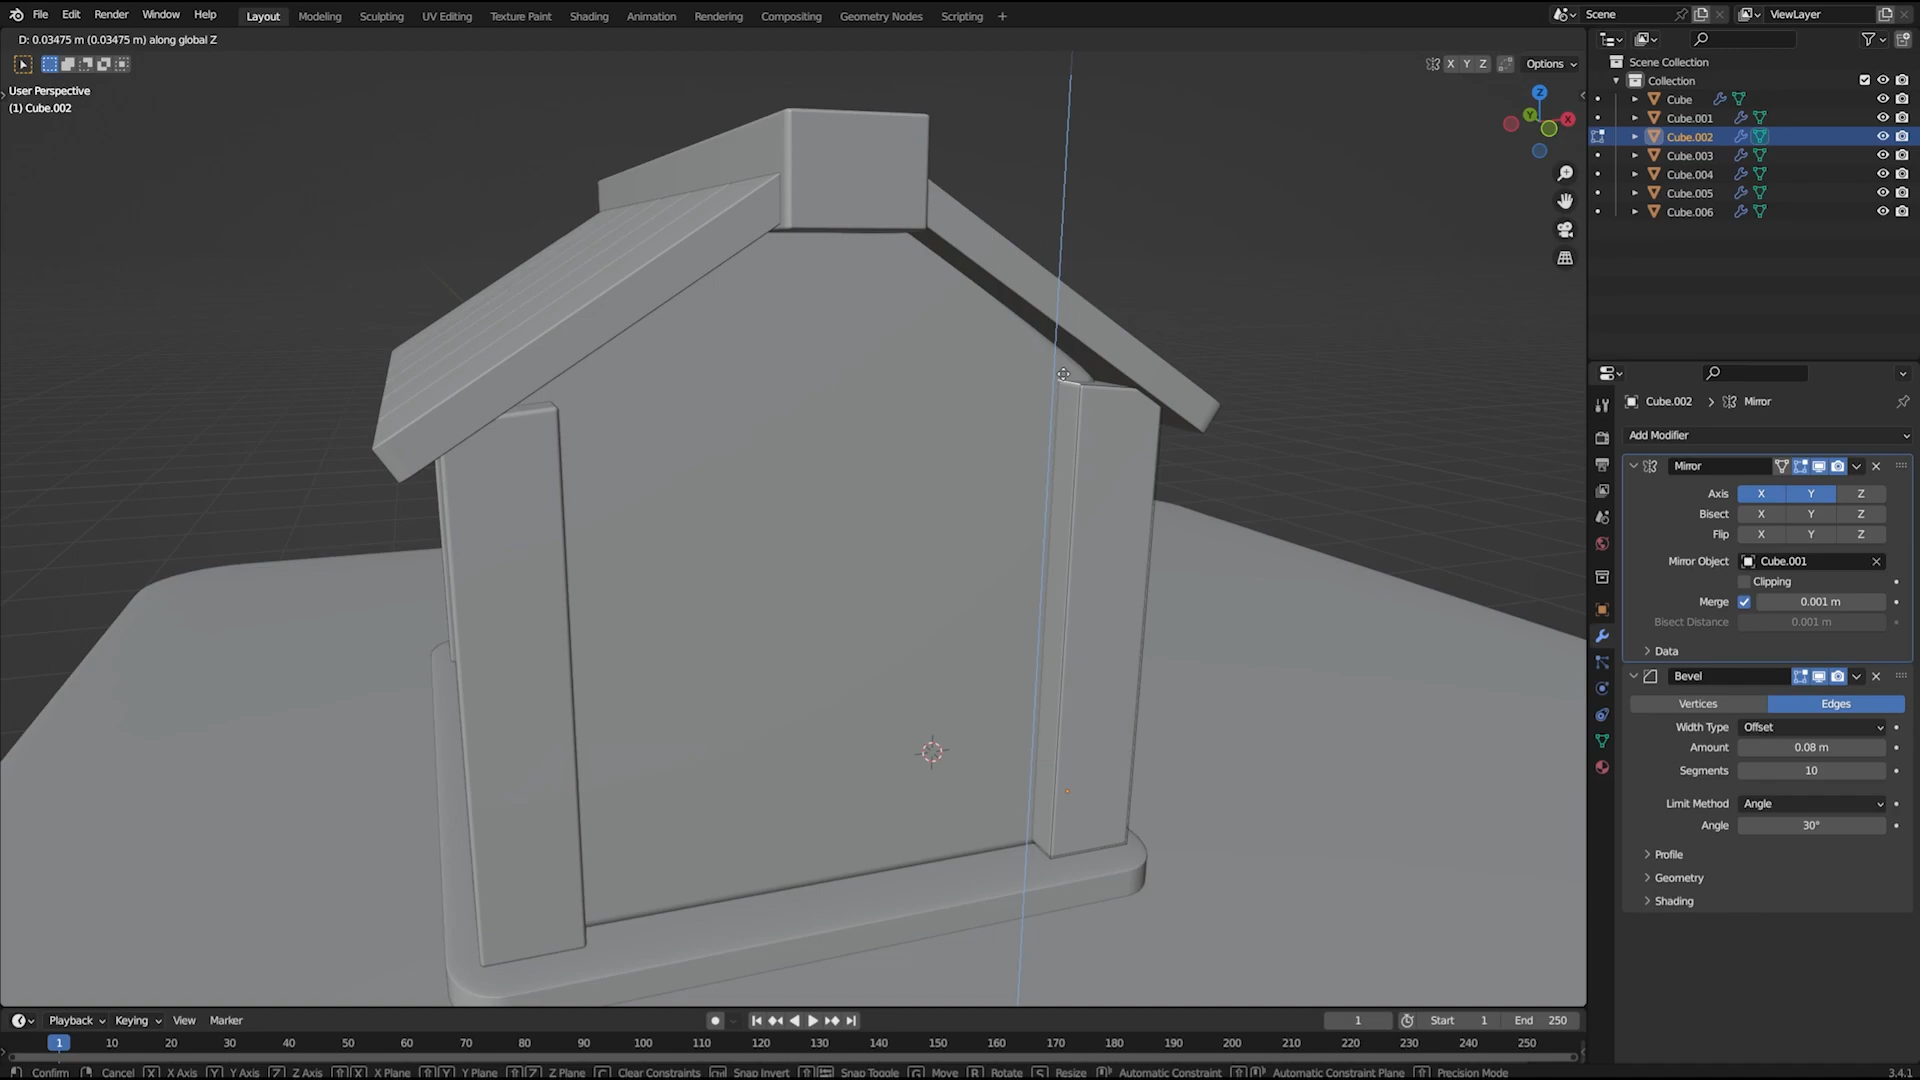 File Edit Render Window Help Layout Modeling Sculpting UV Editing Texture Paint Shading Animation Rendering Compositing Geometry Nodes Scripting + Scene ViewLayer
D: 0.03475 m (0.03475 m) along global Z
X Y Z Options
User Perspective
(1) Cube.002
Z
Y
X
Scene Collection
Collection
Cube
Cube.001
Cube.002
Cube.003
Cube.004
Cube.005
Cube.006
Cube.002 > Mirror
Add Modifier
Mirror
Axis X Y Z
Bisect X Y Z
Flip X Y Z
Mirror Object Cube.001
Clipping
Merge 0.001 m
Bisect Distance 0.001 m
Data
Bevel
Vertices Edges
Width Type Offset
Amount 0.08 m
Segments 10
Limit Method Angle
Angle 30°
Profile
Geometry
Shading
Playback Keying View Marker 1 Start 1 End 250
1 10 20 30 40 50 60 70 80 90 100 110 120 130 140 150 160 170 180 190 200 210 220 230 240 250
Confirm Cancel X X Axis Y Y Axis Z Z Axis X X Plane Y Y Plane Z Z Plane C Clear Constraints Snap Invert Snap Toggle G Move R Rotate S Resize Automatic Constraint Automatic Constraint Plane Precision Mode 3.4.1